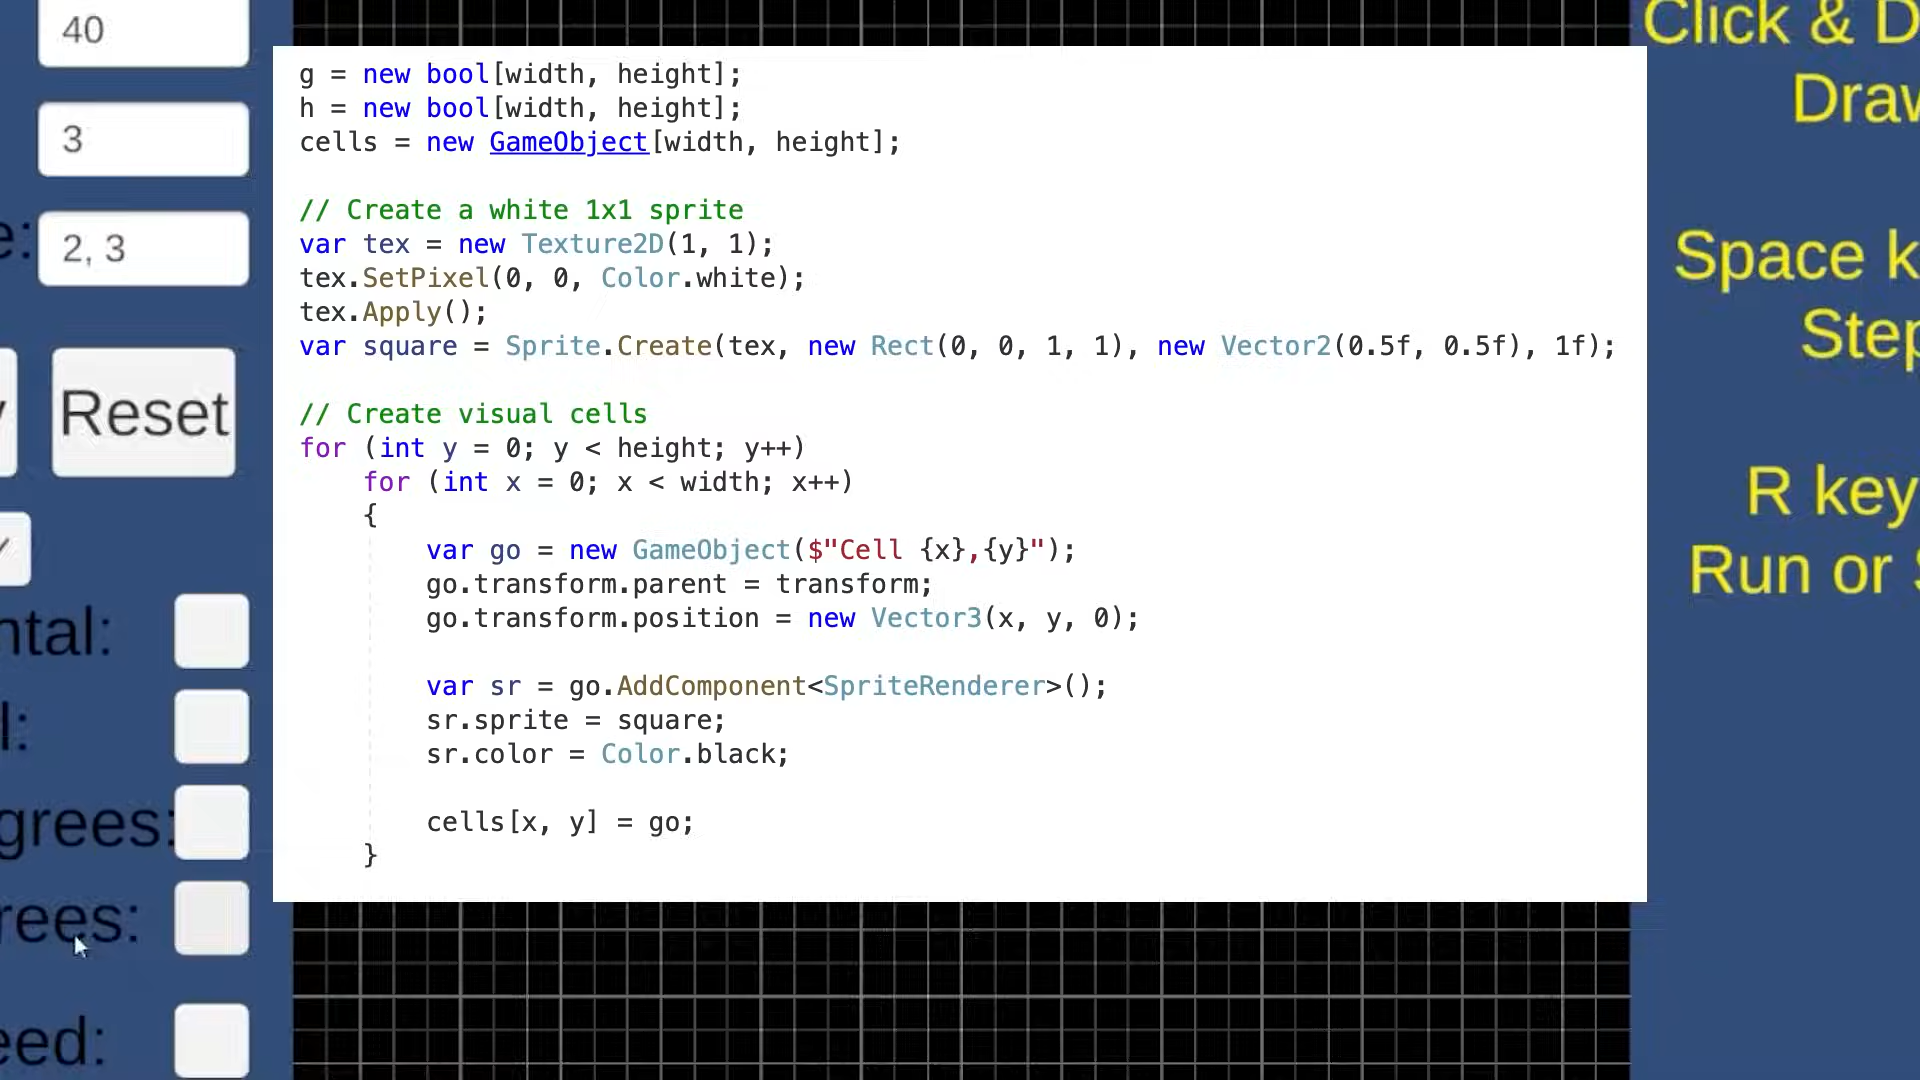 40
3
2, 3
Reset
g = new bool[width, height];
h = new bool[width, height];
cells = new GameObject[width, height];
// Create a white 1x1 sprite
var tex = new Texture2D(1, 1);
tex.SetPixel(0, 0, Color.white);
tex.Apply();
var square = Sprite.Create(tex, new Rect(0, 0, 1, 1), new Vector2(0.5f, 0.5f), 1f);
// Create visual cells
for (int y = 0; y < height; y++)
for (int x = 0; x < width; x++)
{
var go = new GameObject($"Cell {x},{y}");
go.transform.parent = transform;
go.transform.position = new Vector3(x, y, 0);
var sr = go.AddComponent<SpriteRenderer>();
sr.sprite = square;
sr.color = Color.black;
cells[x, y] = go;
}
Click & D
Draw
Space k
Step
R key
Run or